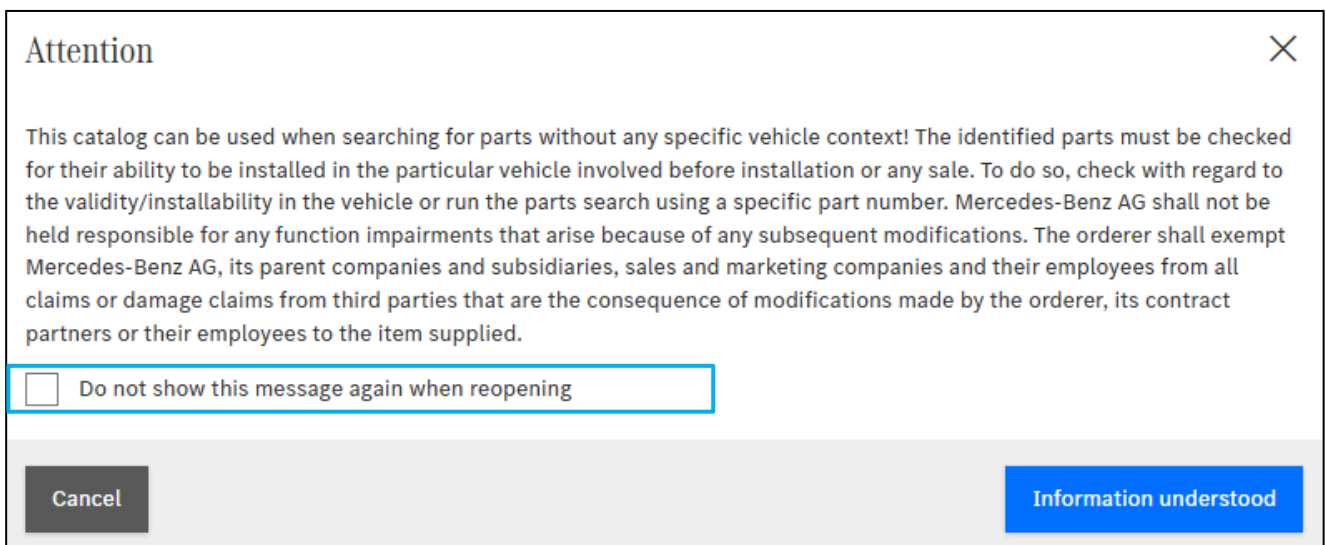 Attention
This catalog can be used when searching for parts without any specific vehicle context! The identified parts must be checked
for their ability to be installed in the particular vehicle involved before installation or any sale. To do so, check with regard to
the validity/installability in the vehicle or run the parts search using a specific part number. Mercedes-Benz AG shall not be
held responsible for any function impairments that arise because of any subsequent modifications. The orderer shall exempt
Mercedes-Benz AG, its parent companies and subsidiaries, sales and marketing companies and their employees from all
claims or damage claims from third parties that are the consequence of modifications made by the orderer, its contract
partners or their employees to the item supplied.
Do not show this message again when reopening
Cancel
Information understood